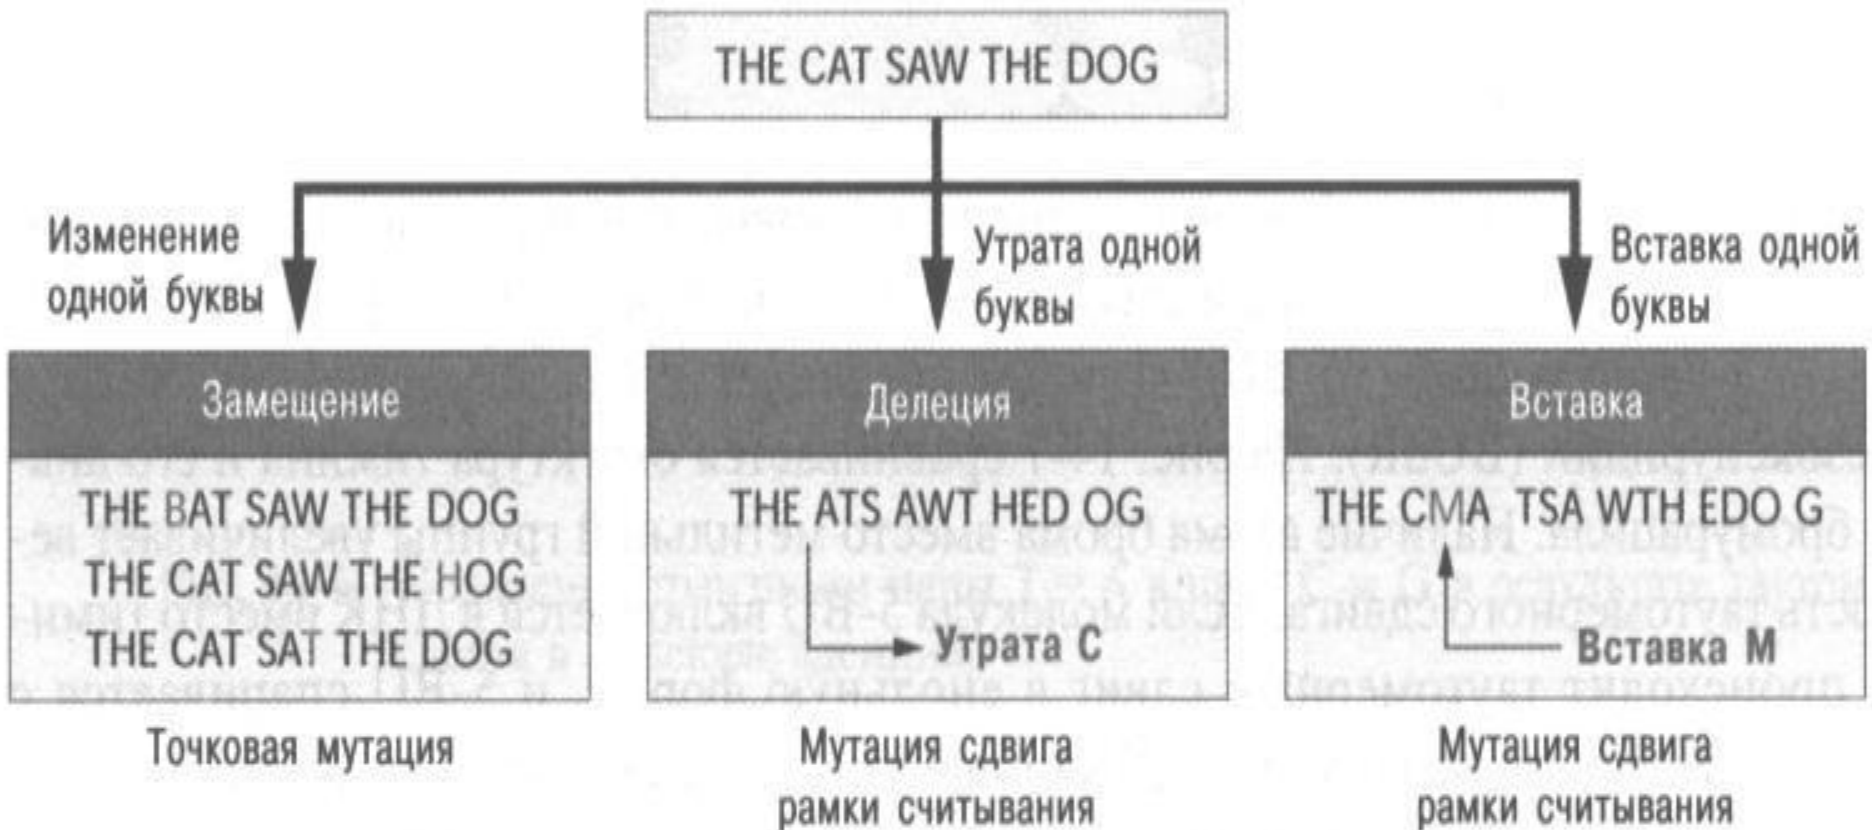 THE CAT SAW THE DOG
Изменение
одной буквы
Утрата одной
буквы
Вставка одной
буквы
Замещение
THE BAT SAW THE DOG
THE CAT SAW THE HOG
THE CAT SAT THE DOG
Точковая мутация
Делеция
THE ATS AWT HED OG
Утрата C
Мутация сдвига
рамки считывания
Вставка
THE CMA TSA WTH EDO G
Вставка M
Мутация сдвига
рамки считывания